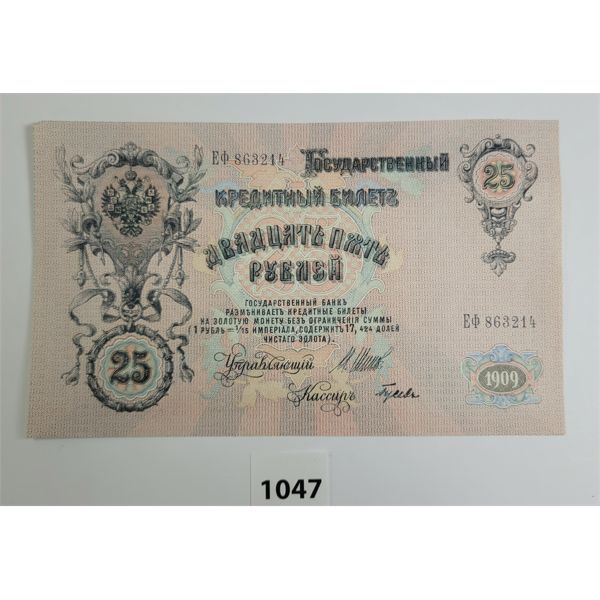 ЕФ 863214
Государственный
25
Кредитный Билетъ
Двадцать пять
Рублей
ГОСУДАРСТВЕННЫЙ БАНКЪ
РАЗМѢНИВАЕТЪ КРЕДИТНЫЕ БИЛЕТЫ
НА ЗОЛОТУЮ МОНЕТУ БЕЗЪ ОГРАНИЧЕНІЯ СУММЫ
(1 РУБЛЬ = 1/15 ИМПЕРІАЛА, СОДЕРЖИТЪ 17,424 ДОЛЕЙ
ЧИСТАГО ЗОЛОТА).
ЕФ 863214
25
Управляющій
Кассиръ
1909
1047